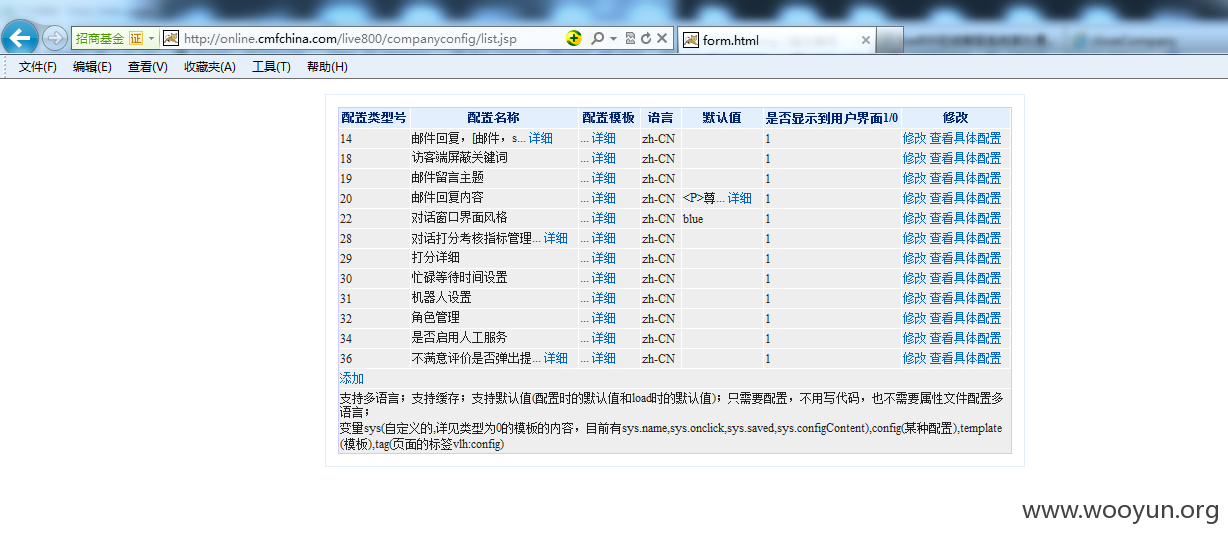 招商基金 证 http://online.cmfchina.com/live800/companyconfig/list.jsp form.html
文件(F) 编辑(E) 查看(V) 收藏夹(A) 工具(T) 帮助(H)
配置类型号 配置名称 配置模板 语言 默认值 是否显示到用户界面1/0 修改
14 邮件回复，[邮件，s... 详细 ... 详细 zh-CN 1 修改 查看具体配置
18 访客端屏蔽关键词 ... 详细 zh-CN 1 修改 查看具体配置
19 邮件留言主题 ... 详细 zh-CN 1 修改 查看具体配置
20 邮件回复内容 ... 详细 zh-CN <P>尊... 详细 1 修改 查看具体配置
22 对话窗口界面风格 ... 详细 zh-CN blue 1 修改 查看具体配置
28 对话打分考核指标管理... 详细 ... 详细 zh-CN 1 修改 查看具体配置
29 打分详细 ... 详细 zh-CN 1 修改 查看具体配置
30 忙碌等待时间设置 ... 详细 zh-CN 1 修改 查看具体配置
31 机器人设置 ... 详细 zh-CN 1 修改 查看具体配置
32 角色管理 ... 详细 zh-CN 1 修改 查看具体配置
34 是否启用人工服务 ... 详细 zh-CN 1 修改 查看具体配置
36 不满意评价是否弹出提... 详细 ... 详细 zh-CN 1 修改 查看具体配置
添加
支持多语言；支持缓存；支持默认值(配置时的默认值和load时的默认值)；只需要配置，不用写代码，也不需要属性文件配置多
语言；
变量sys(自定义的,详见类型为0的模板的内容，目前有sys.name,sys.onclick,sys.saved,sys.configContent),config(某种配置),template
(模板),tag(页面的标签vlh:config)
www.wooyun.org